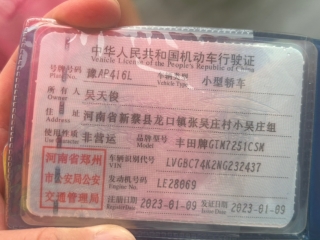 中华人民共和国机动车行驶证
Vehicle License of the People's Republic of China
号牌号码 豫AP416L 车辆类型 小型轿车
Plate No. Vehicle Type
所有人 吴天俊
Owner
住址 河南省新蔡县龙口镇张吴庄村小吴庄组
Address
使用性质 非营运 品牌型号 丰田牌GTM7251CSM
Use Character Model
河南省郑州市公安局公安交通管理局
车辆识别代号 LVGBC74K2NG232437
VIN
发动机号码 LE28069
Engine No.
注册日期 2023-01-09 发证日期 2023-01-09
Register Date Issue Date